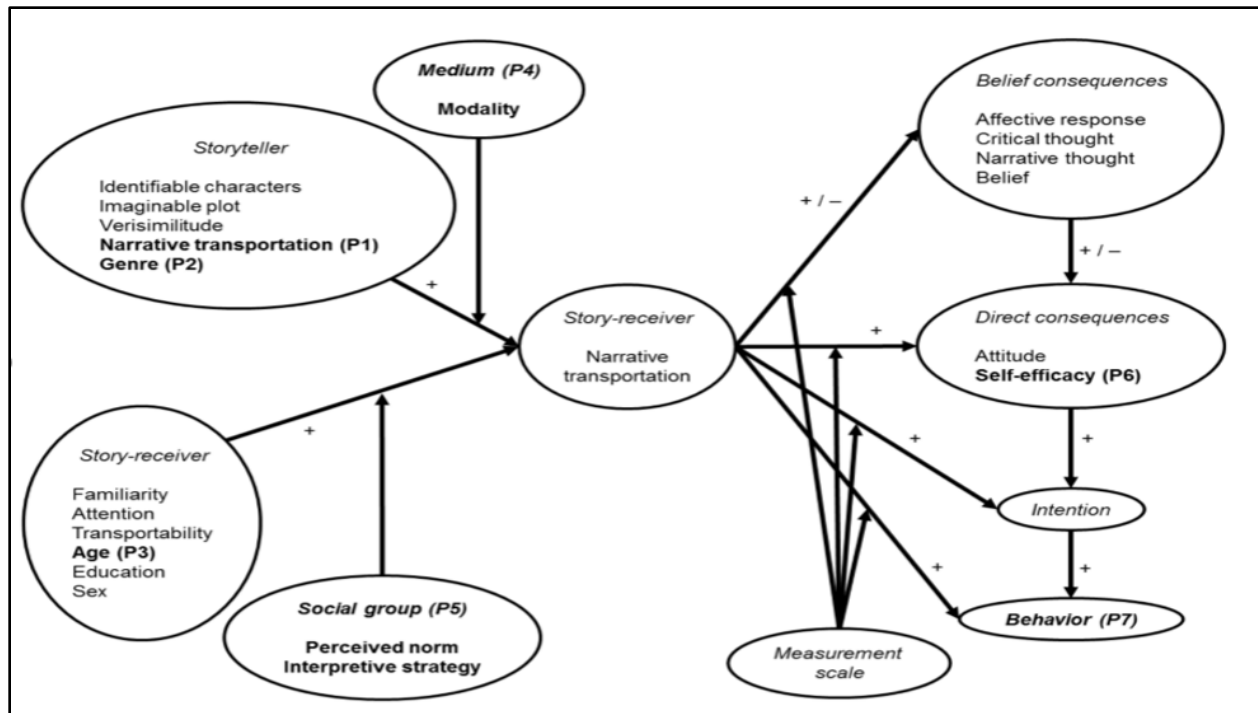 Medium (P4)
Modality
Storyteller
Identifiable characters
Imaginable plot
Verisimilitude
Narrative transportation (P1)
Genre (P2)
+
Story-receiver
Familiarity
Attention
Transportability
Age (P3)
Education
Sex
+
Social group (P5)
Perceived norm
Interpretive strategy
Story-receiver
Narrative
transportation
+ / –
+
+
+
Measurement
scale
Belief consequences
Affective response
Critical thought
Narrative thought
Belief
+ / –
Direct consequences
Attitude
Self-efficacy (P6)
+
Intention
+
Behavior (P7)